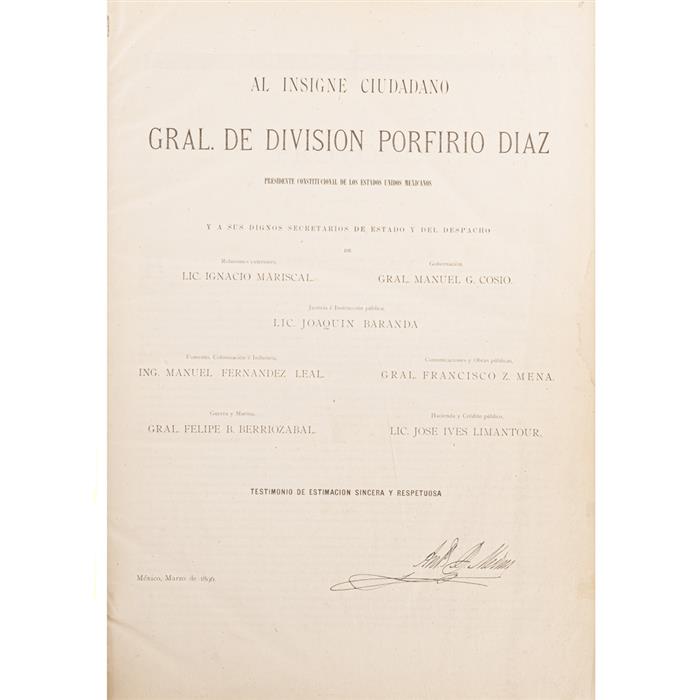 AL INSIGNE CIUDADANO
GRAL. DE DIVISION PORFIRIO DIAZ
PRESIDENTE CONSTITUCIONAL DE LOS ESTADOS UNIDOS MEXICANOS
Y A SUS DIGNOS SECRETARIOS DE ESTADO Y DEL DESPACHO
DE
Relaciones exteriores,
LIC. IGNACIO MARISCAL.
Gobernación,
GRAL. MANUEL G. COSIO.
Justicia é Instrucción pública,
LIC. JOAQUIN BARANDA
Fomento, Colonización é Industria,
ING. MANUEL FERNANDEZ LEAL.
Comunicaciones y Obras públicas,
GRAL. FRANCISCO Z. MENA.
Guerra y Marina,
GRAL. FELIPE B. BERRIOZABAL.
Hacienda y Crédito público,
LIC. JOSE IVES LIMANTOUR.
TESTIMONIO DE ESTIMACION SINCERA Y RESPETUOSA
México, Marzo de 1896.